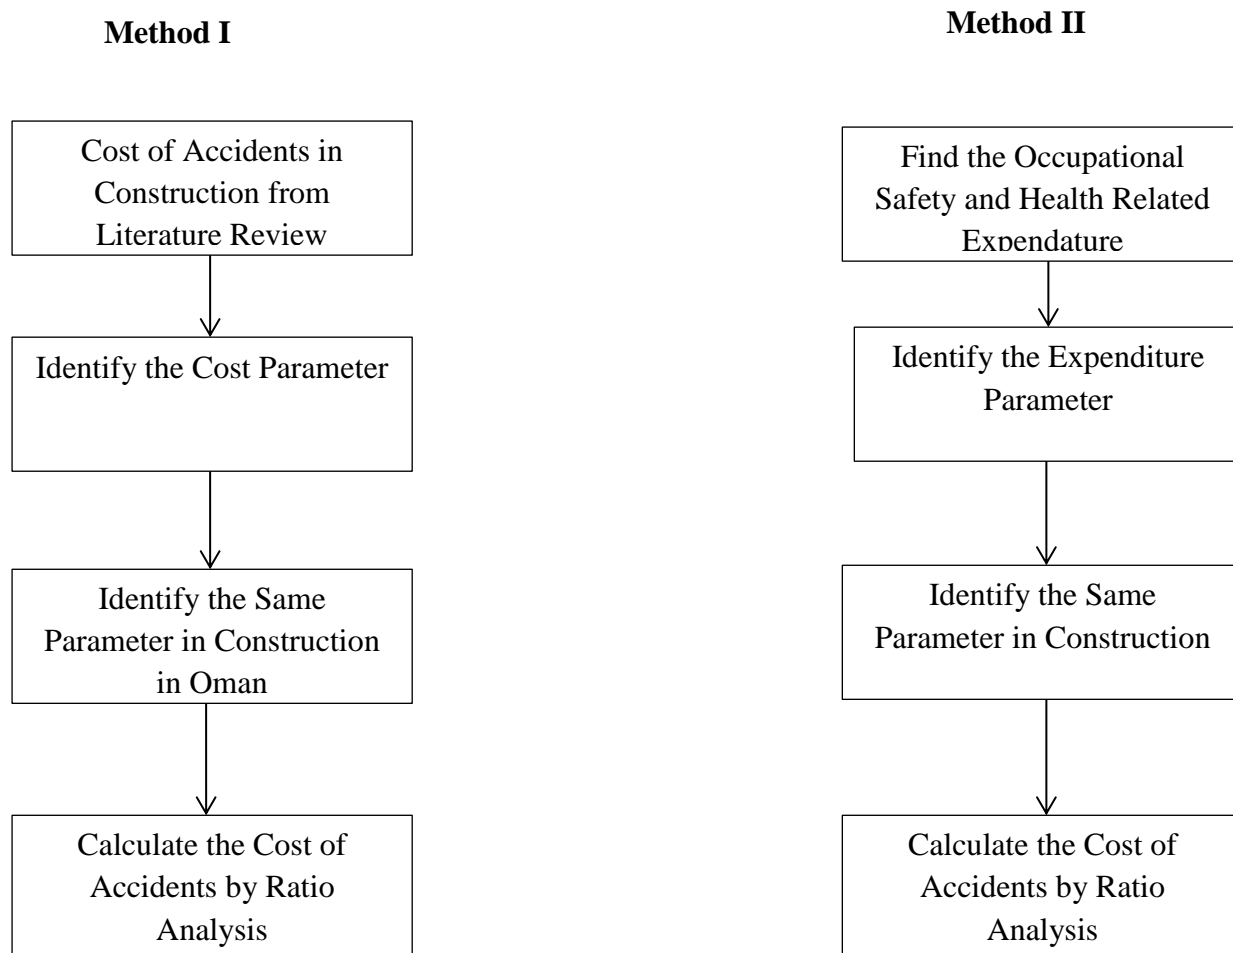 Method I
Cost of Accidents in
Construction from
Literature Review
Identify the Cost Parameter
Identify the Same
Parameter in Construction
in Oman
Calculate the Cost of
Accidents by Ratio
Analysis
Method II
Find the Occupational
Safety and Health Related
Expendature
Identify the Expenditure
Parameter
Identify the Same
Parameter in Construction
Calculate the Cost of
Accidents by Ratio
Analysis